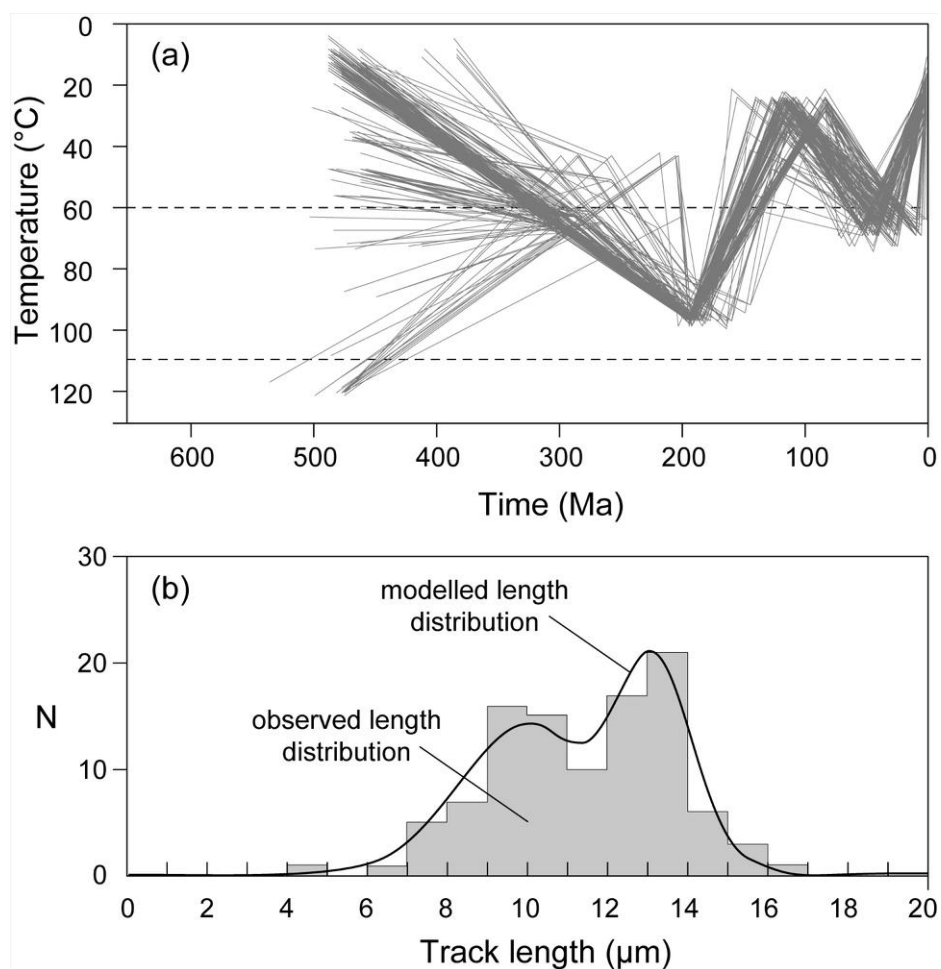 (a)
0
20
40
60
80
100
120
Temperature (°C)
600 500 400 300 200 100 0
Time (Ma)
(b)
30
20
10
0
N
modelled length
distribution
observed length
distribution
0 2 4 6 8 10 12 14 16 18 20
Track length (μm)